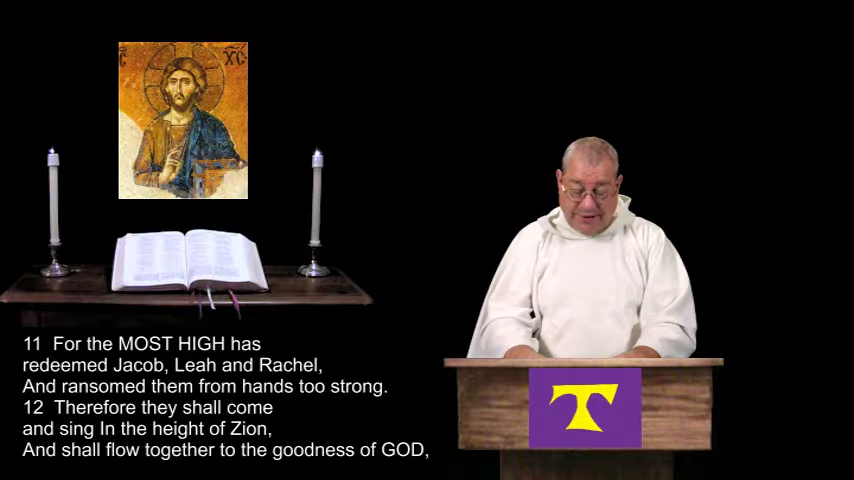 XC
11 For the MOST HIGH has
redeemed Jacob, Leah and Rachel,
And ransomed them from hands too strong.
12 Therefore they shall come
and sing In the height of Zion,
And shall flow together to the goodness of GOD,
T